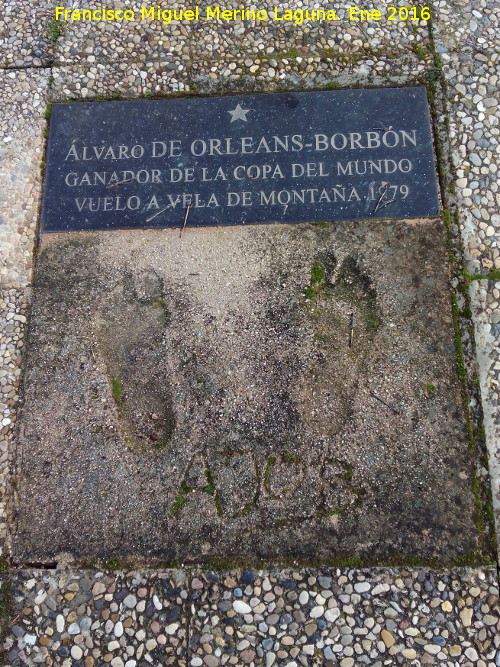 Francisco Miguel Merino Laguna. Ene 2016
ÁLVARO DE ORLEANS-BORBÓN
GANADOR DE LA COPA DEL MUNDO
VUELO A VELA DE MONTAÑA 1979